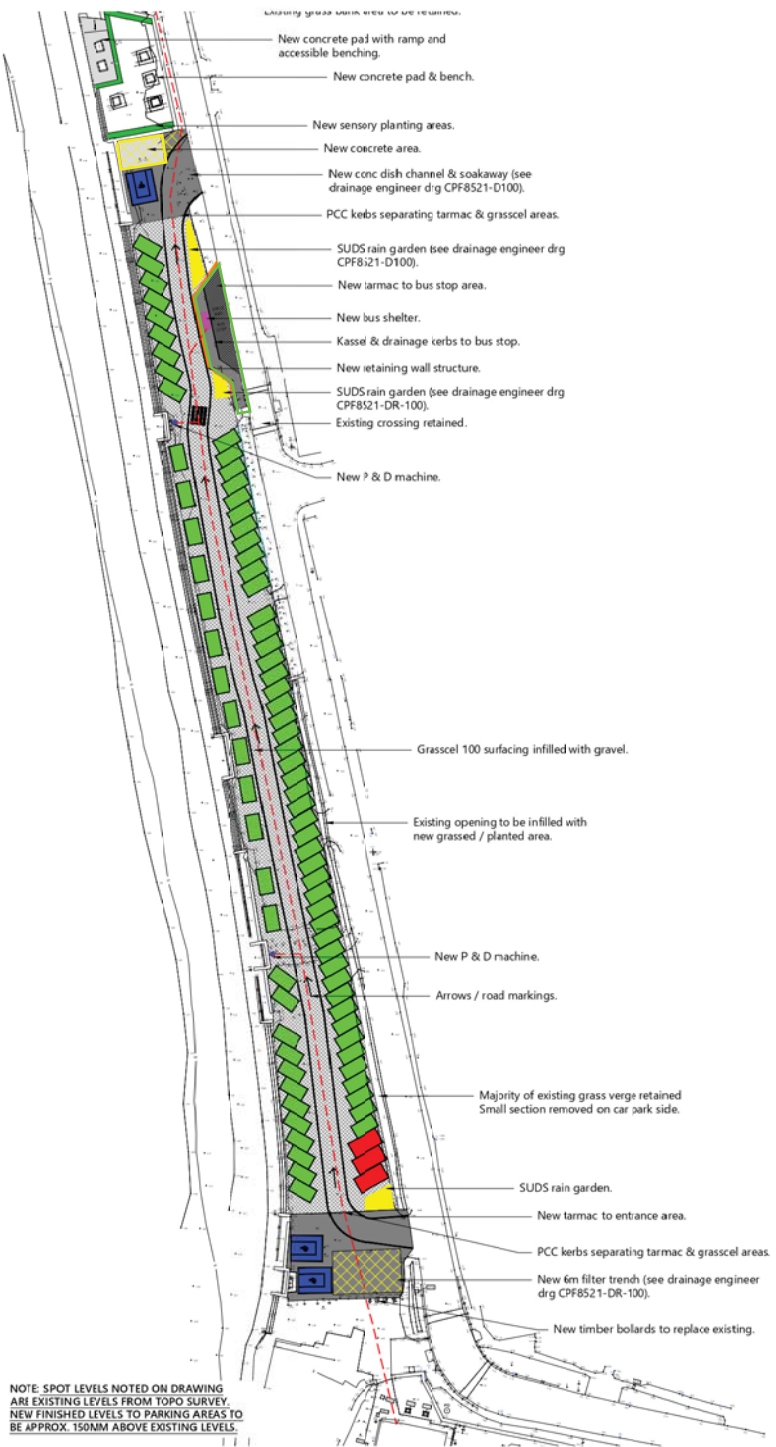 Existing grass bank area to be retained.
New concrete pad with ramp and
accessible benching.
New concrete pad & bench.
New sensory planting areas.
New concrete area.
New conc dish channel & soakaway (see
drainage engineer drg CPF8521-D100).
PCC kerbs separating tarmac & grasscel areas.
SUDS rain garden (see drainage engineer drg
CPF8521-D100).
New tarmac to bus stop area.
New bus shelter.
Kassel & drainage kerbs to bus stop.
New retaining wall structure.
SUDS rain garden (see drainage engineer drg
CPF8521-DR-100).
Existing crossing retained.
New P & D machine.
Grasscel 100 surfacing infilled with gravel.
Existing opening to be infilled with
new grassed / planted area.
New P & D machine.
Arrows / road markings.
Majority of existing grass verge retained
Small section removed on car park side.
SUDS rain garden.
New tarmac to entrance area.
PCC kerbs separating tarmac & grasscel areas.
New 6m filter trench (see drainage engineer
drg CPF8521-DR-100).
New timber bolards to replace existing.
NOTE: SPOT LEVELS NOTED ON DRAWING
ARE EXISTING LEVELS FROM TOPO SURVEY.
NEW FINISHED LEVELS TO PARKING AREAS TO
BE APPROX. 150MM ABOVE EXISTING LEVELS.